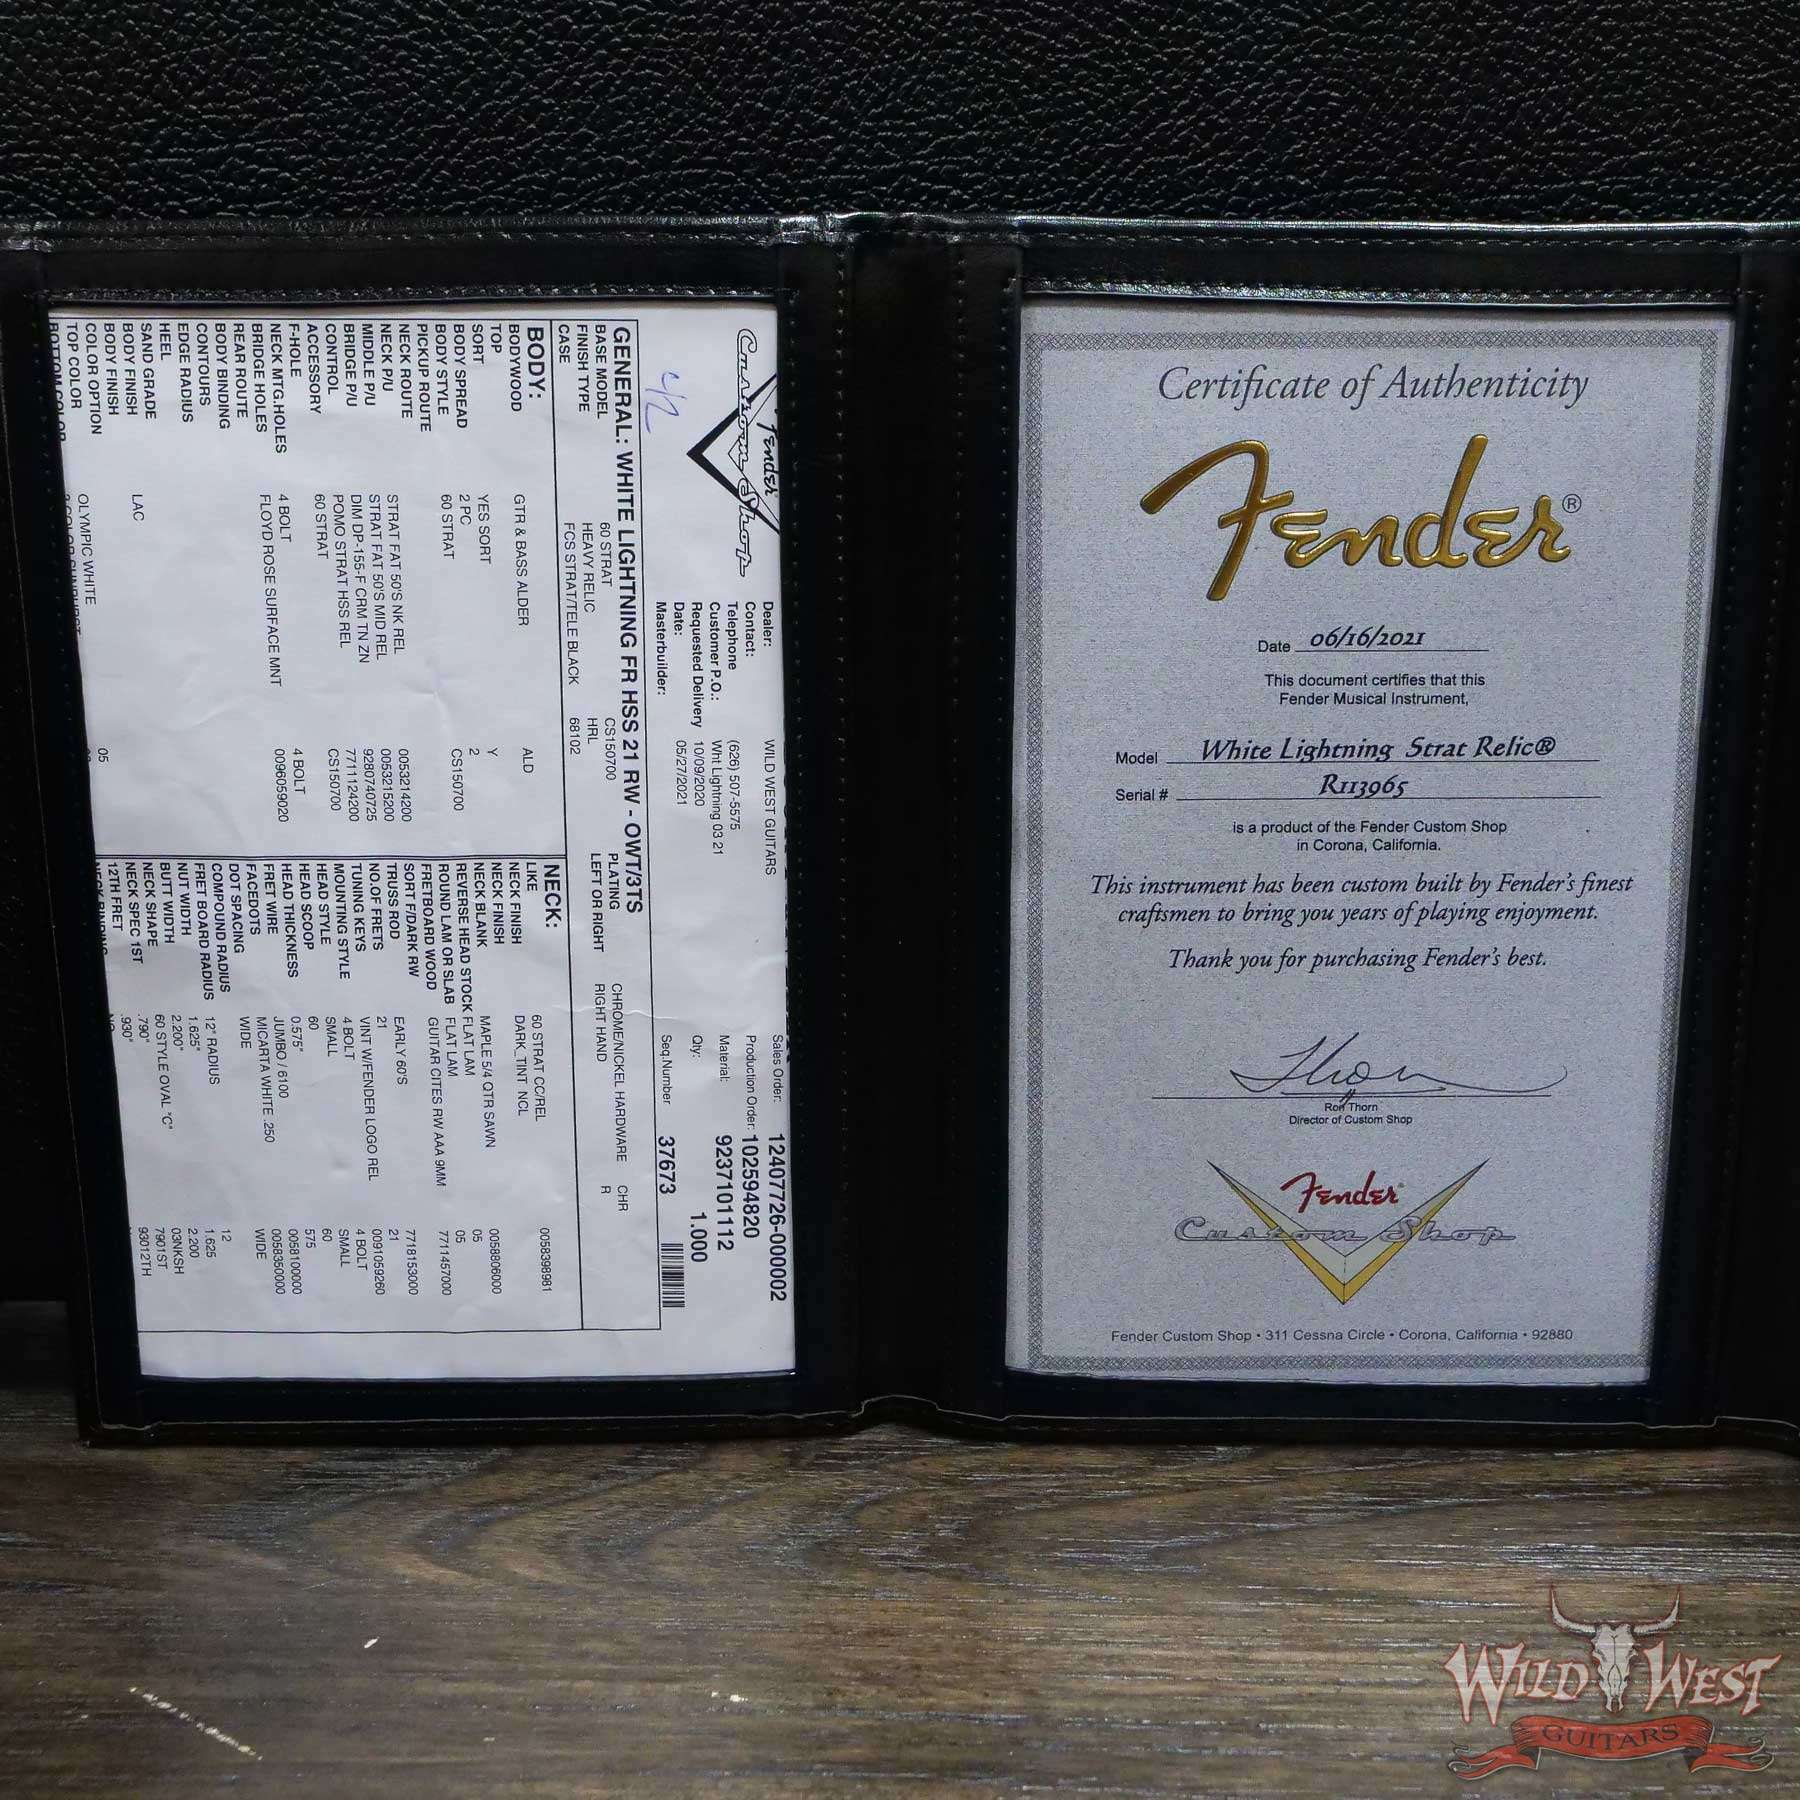 Fender
Custom Shop
1/2
Dealer: WILD WEST GUITARS
Contact:
Telephone (626) 507-5575
Customer P.O.: Wht Lightning 03 21
Requested Delivery 10/09/2020
Date: 05/27/2021
Masterbuilder:
Sales Order: 12407726-000002
Production Order: 102594820
Material: 9237101112
Qty: 1.000
Seq.Number 37673
GENERAL: WHITE LIGHTNING FR HSS 21 RW - OWT/3TS
BASE MODEL 60 STRAT CS150700 PLATING CHROME/NICKEL HARDWARE CHR
FINISH TYPE HEAVY RELIC HRL LEFT OR RIGHT RIGHT HAND R
CASE FCS STRAT/TELE BLACK 68102
BODY:
BODYWOOD GTR & BASS ALDER ALD
TOP
SORT YES SORT Y
BODY SPREAD 2 PC 2
BODY STYLE 60 STRAT CS150700
PICKUP ROUTE
NECK ROUTE
NECK P/U STRAT FAT 50'S NK REL 0053214200
MIDDLE P/U STRAT FAT 50'S MID REL 0053215200
BRIDGE P/U DIM DP-155-F CRM TN ZN 9280740725
CONTROL POMO STRAT HSS REL 7711124200
ACCESSORY 60 STRAT CS150700
F-HOLE
NECK MTG.HOLES 4 BOLT 4 BOLT
BRIDGE HOLES FLOYD ROSE SURFACE MNT 0096059020
REAR ROUTE
BODY BINDING
CONTOURS
EDGE RADIUS
HEEL
SAND GRADE
BODY FINISH LAC
BODY FINISH
COLOR OPTION
TOP COLOR OLYMPIC WHITE 05
BOTTOM COLOR 3 COLOR SUNBURST
NECK:
LIKE 60 STRAT CC/REL 0058398981
NECK FINISH DARK_TINT NCL
NECK FINISH
NECK BLANK MAPLE 5/4 QTR SAWN 0058806000
REVERSE HEAD STOCK FLAT LAM 05
ROUND LAM OR SLAB FLAT LAM 05
FRETBOARD WOOD GUITAR CITES RW AAA 9MM 7711457000
SORT F/DARK RW
TRUSS ROD EARLY 60'S 7718153000
NO.OF FRETS 21 21
TUNING KEYS VINT W/FENDER LOGO REL 0091059260
MOUNTING STYLE 4 BOLT 4 BOLT
HEAD STYLE SMALL SMALL
HEAD SCOOP 60 60
HEAD THICKNESS 0.575" 575
FRET WIRE JUMBO / 6100 0058100000
FACEDOTS MICARTA WHITE .250 0058350000
DOT SPACING WIDE WIDE
COMPOUND RADIUS
FRET BOARD RADIUS 12" RADIUS 12
NUT WIDTH 1.625" 1.625
BUTT WIDTH 2.200" 2.200
NECK SHAPE 60 STYLE OVAL "C" 03NKSH
NECK SPEC 1ST .790" 7901ST
12TH FRET .930" 93012TH
NECK BINDING NO
Certificate of Authenticity
Fender®
Date 06/16/2021
This document certifies that this
Fender Musical Instrument,
Model White Lightning Strat Relic®
Serial # R113965
is a product of the Fender Custom Shop
in Corona, California.
This instrument has been custom built by Fender's finest
craftsmen to bring you years of playing enjoyment.
Thank you for purchasing Fender's best.
Ron Thorn
Director of Custom Shop
Fender
Custom Shop
Fender Custom Shop • 311 Cessna Circle • Corona, California • 92880
WILD WEST
GUITARS